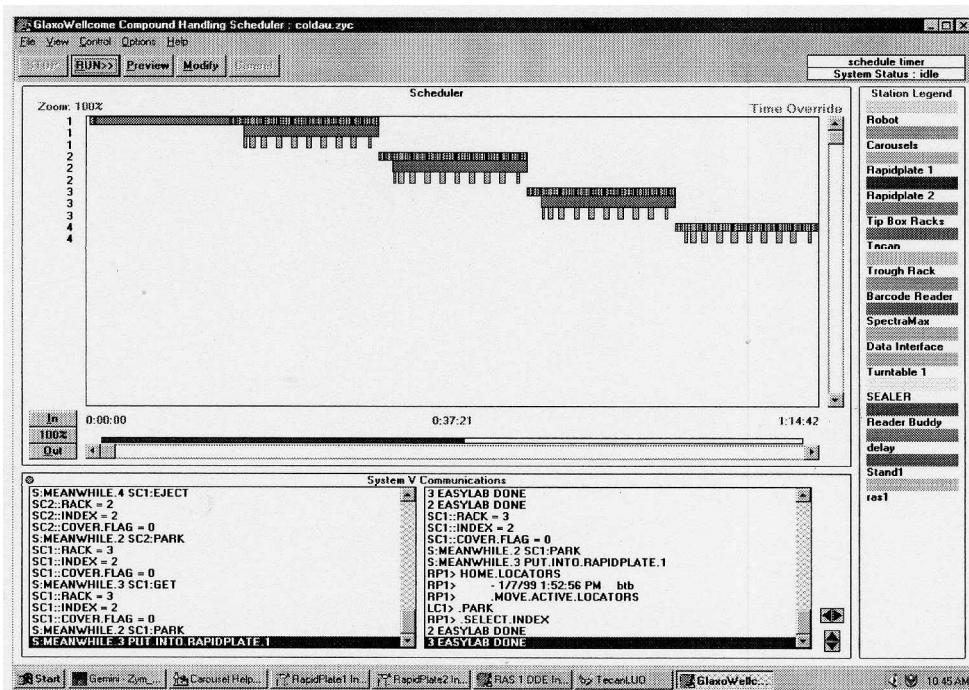 GlaxoWellcome Compound Handling Scheduler : coldau.zyc
File View Control Options Help
STOP RUN>> Preview Modify Cancel
schedule timer
System Status : idle
Scheduler
Zoom: 100%
Time Override
1
1
1
2
2
2
3
3
3
4
4
In
100%
Out
0:00:00 0:37:21 1:14:42
Station Legend
Robot
Carousels
Rapidplate 1
Rapidplate 2
Tip Box Racks
Tecan
Trough Rack
Barcode Reader
SpectraMax
Data Interface
Turntable 1
SEALER
Reader Buddy
delay
Stand1
ras1
System V Communications
S:MEANWHILE.4 SC1:EJECT
SC2::RACK = 2
SC2::INDEX = 2
SC2::COVER.FLAG = 0
S:MEANWHILE.2 SC2:PARK
SC1::RACK = 3
SC1::INDEX = 2
SC1::COVER.FLAG = 0
S:MEANWHILE.3 SC1:GET
SC1::RACK = 3
SC1::INDEX = 2
SC1::COVER.FLAG = 0
S:MEANWHILE.2 SC1:PARK
S:MEANWHILE.3 PUT.INTO.RAPIDPLATE.1
3 EASYLAB DONE
2 EASYLAB DONE
SC1::RACK = 3
SC1::INDEX = 2
SC1::COVER.FLAG = 0
S:MEANWHILE.2 SC1:PARK
S:MEANWHILE.3 PUT.INTO.RAPIDPLATE.1
RP1> HOME.LOCATORS
RP1> - 1/7/99 1:52:56 PM btb
RP1> .MOVE.ACTIVE.LOCATORS
LC1> .PARK
RP1> .SELECT.INDEX
2 EASYLAB DONE
3 EASYLAB DONE
Start Gemini - Zym_... Carousel Help... RapidPlate1 In... RapidPlate2 In... RAS 1 DDE In... TecanLUO GlaxoWellc... 10:45 AM